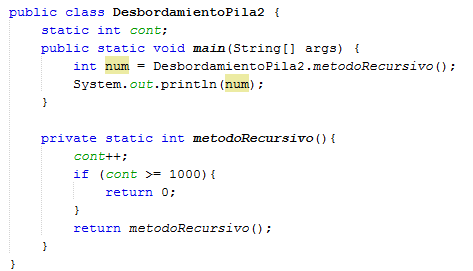 public class DesbordamientoPila2 {
    static int cont;
    public static void main(String[] args) {
        int num = DesbordamientoPila2.metodoRecursivo();
        System.out.println(num);
    }

    private static int metodoRecursivo(){
        cont++;
        if (cont >= 1000){
            return 0;
        }
        return metodoRecursivo();
    }
}